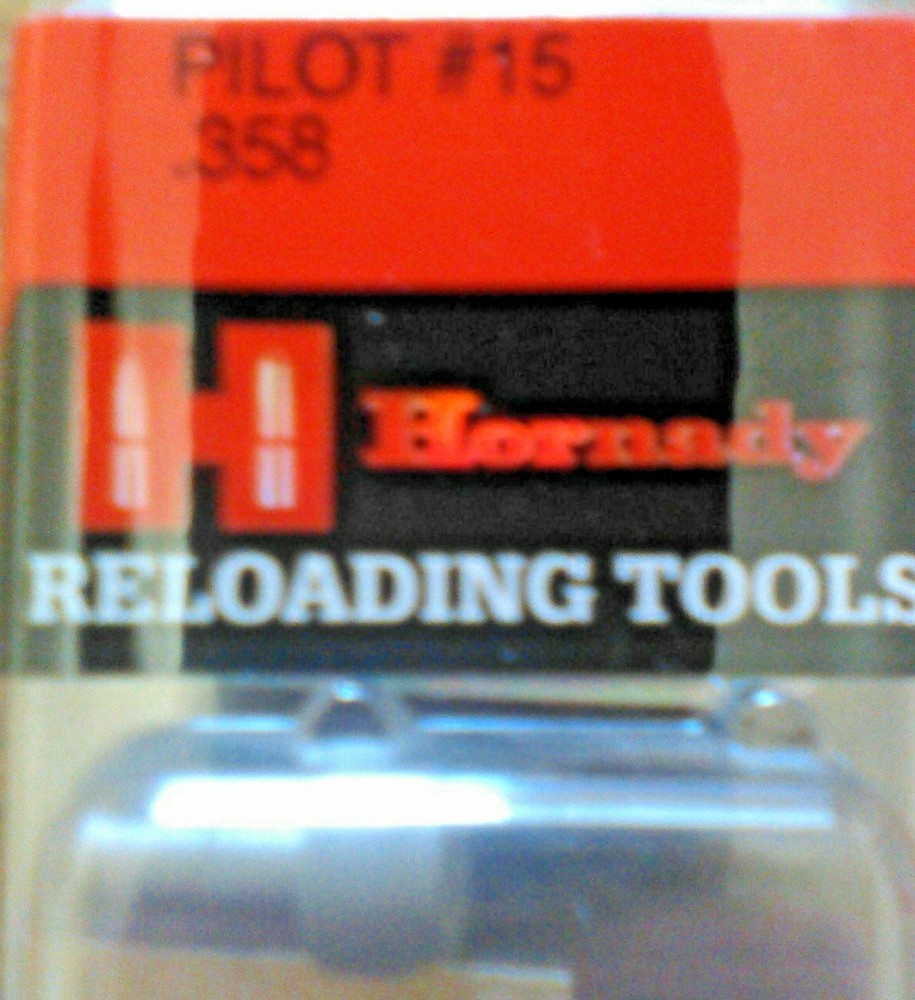 PILOT #15
.358
H Hornady
RELOADING TOOLS